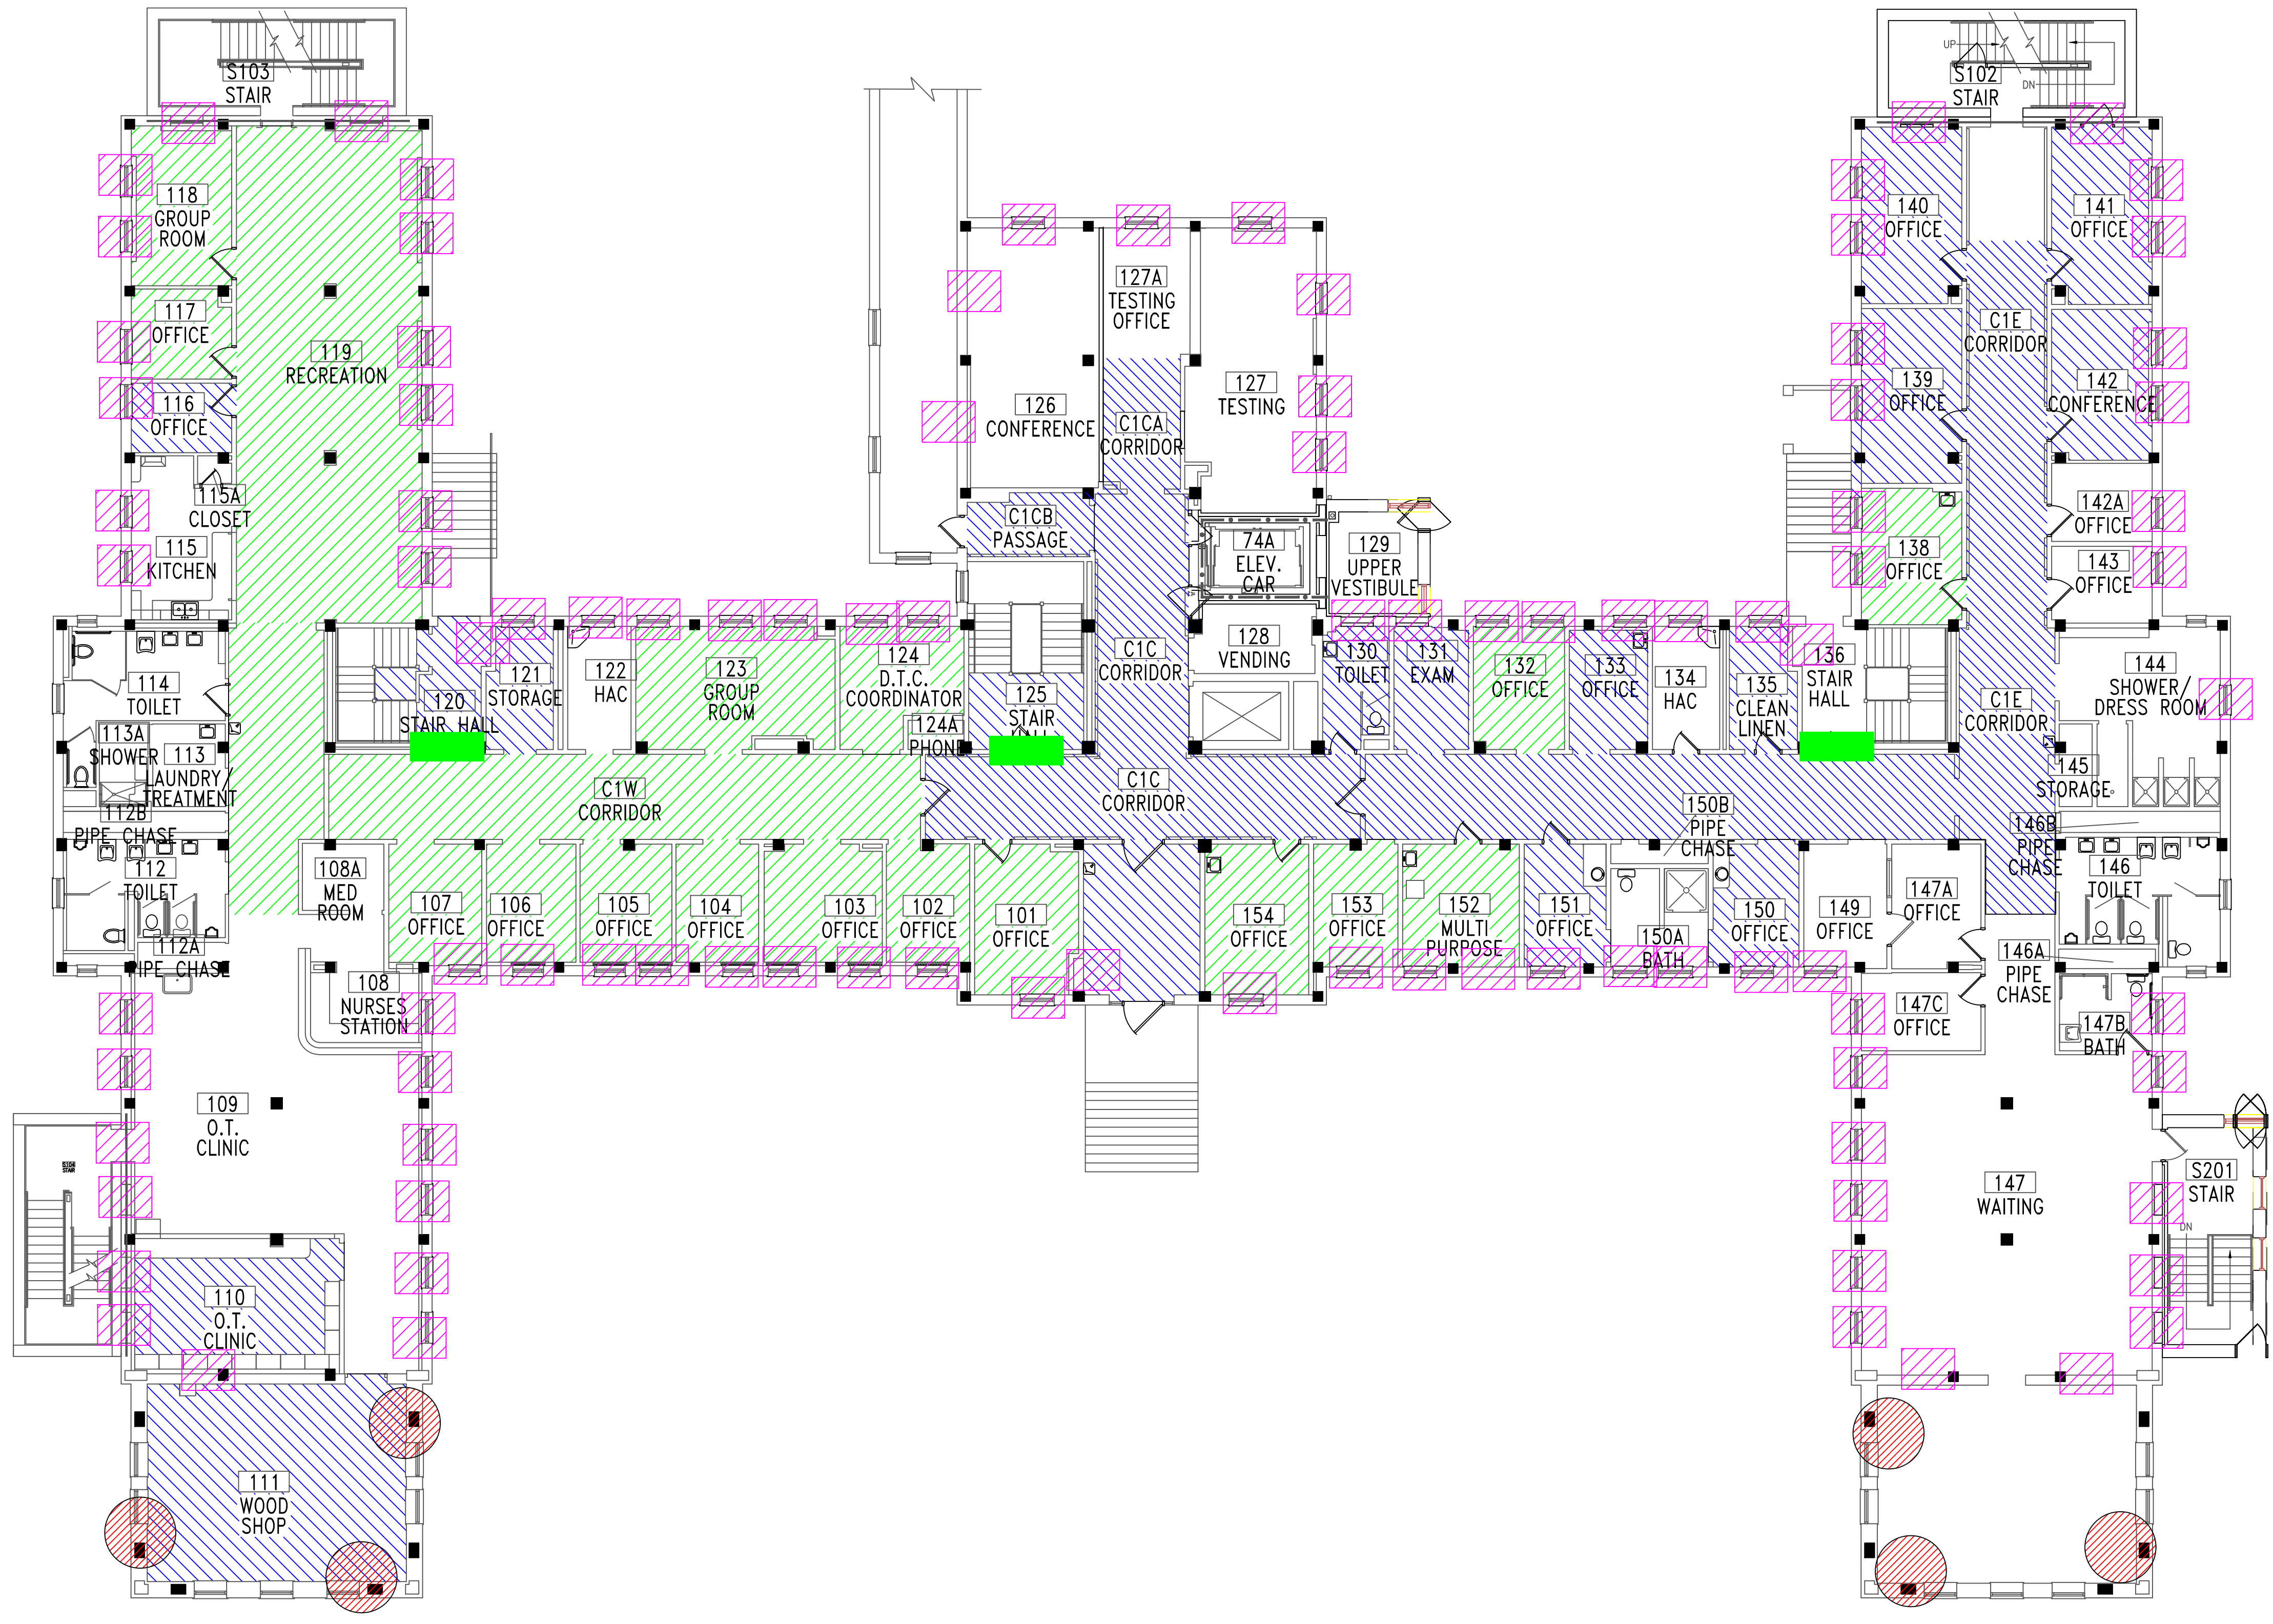 S103
STAIR
UP
S102
STAIR
DN
118
GROUP
ROOM
117
OFFICE
119
RECREATION
116
OFFICE
115A
CLOSET
115
KITCHEN
127A
TESTING
OFFICE
126
CONFERENCE
C1CA
CORRIDOR
127
TESTING
C1CB
PASSAGE
74A
ELEV.
CAR
129
UPPER
VESTIBULE
140
OFFICE
141
OFFICE
C1E
CORRIDOR
139
OFFICE
142
CONFERENCE
142A
OFFICE
138
OFFICE
143
OFFICE
114
TOILET
113A
SHOWER
113
LAUNDRY/
TREATMENT
112B
PIPE CHASE
112
TOILET
112A
PIPE CHASE
120
STAIR HALL
121
STORAGE
122
HAC
123
GROUP
ROOM
124
D.T.C.
COORDINATOR
124A
PHONE
125
STAIR
HALL
C1C
CORRIDOR
128
VENDING
130
TOILET
131
EXAM
132
OFFICE
133
OFFICE
134
HAC
135
CLEAN
LINEN
136
STAIR
HALL
C1E
CORRIDOR
144
SHOWER/
DRESS ROOM
145
STORAGE
C1W
CORRIDOR
C1C
CORRIDOR
150B
PIPE
CHASE
146B
PIPE
CHASE
146
TOILET
108A
MED
ROOM
107
OFFICE
106
OFFICE
105
OFFICE
104
OFFICE
103
OFFICE
102
OFFICE
101
OFFICE
154
OFFICE
153
OFFICE
152
MULTI
PURPOSE
151
OFFICE
150A
BATH
150
OFFICE
149
OFFICE
147A
OFFICE
146A
PIPE
CHASE
108
NURSES
STATION
147C
OFFICE
147B
BATH
109
O.T.
CLINIC
147
WAITING
S201
STAIR
DN
110
O.T.
CLINIC
111
WOOD
SHOP